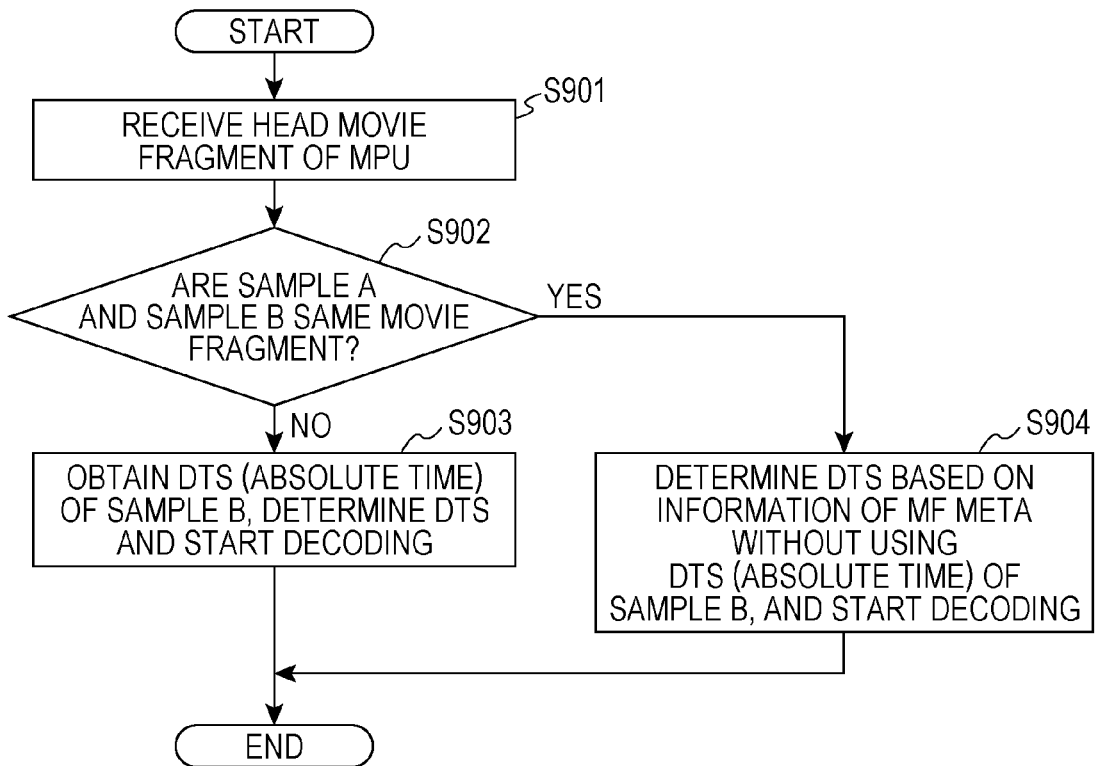 START
S901
RECEIVE HEAD MOVIE
FRAGMENT OF MPU
S902
ARE SAMPLE A
AND SAMPLE B SAME MOVIE
FRAGMENT?
YES
NO
S903
OBTAIN DTS (ABSOLUTE TIME)
OF SAMPLE B, DETERMINE DTS
AND START DECODING
S904
DETERMINE DTS BASED ON
INFORMATION OF MF META
WITHOUT USING
DTS (ABSOLUTE TIME) OF
SAMPLE B, AND START DECODING
END